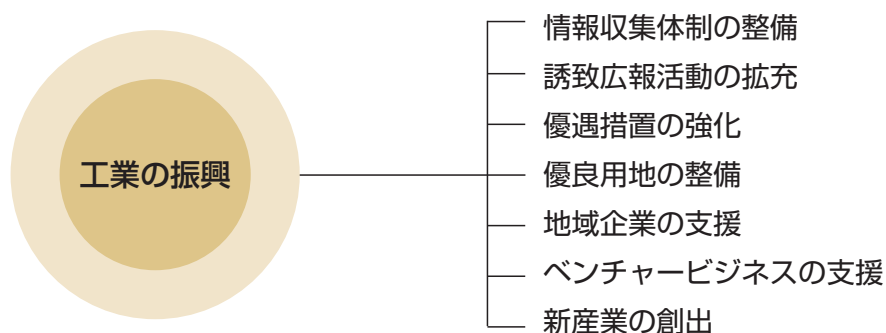 工業の振興
情報収集体制の整備
誘致広報活動の拡充
優遇措置の強化
優良用地の整備
地域企業の支援
ベンチャービジネスの支援
新産業の創出